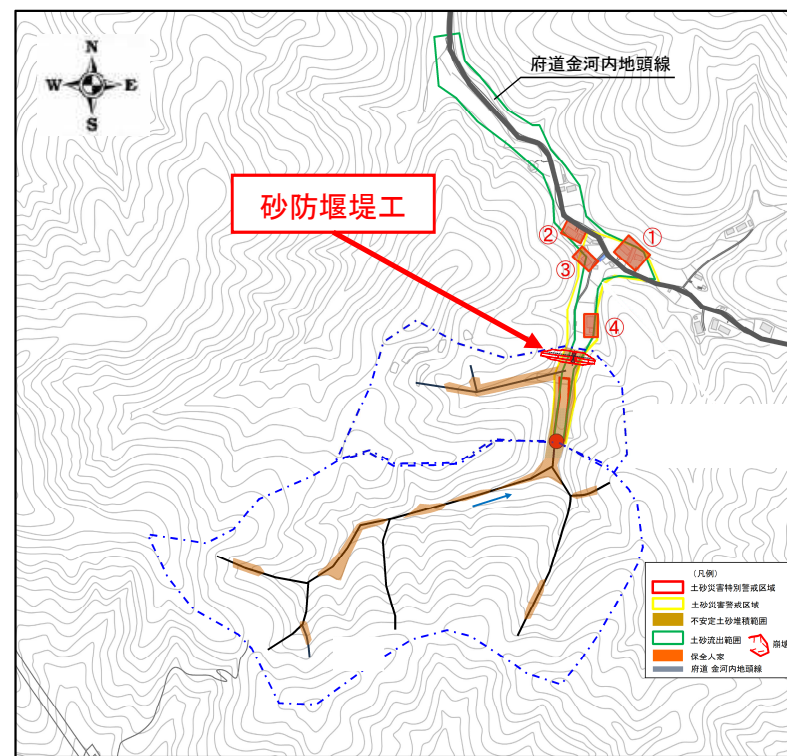 N
W E
S
府道金河内地頭線
砂防堰堤工
②
①
③
④
(凡例)
土砂災害特別警戒区域
土砂災害警戒区域
不安定土砂堆積範囲
土砂流出範囲
崩壊
保全人家
府道 金河内地頭線